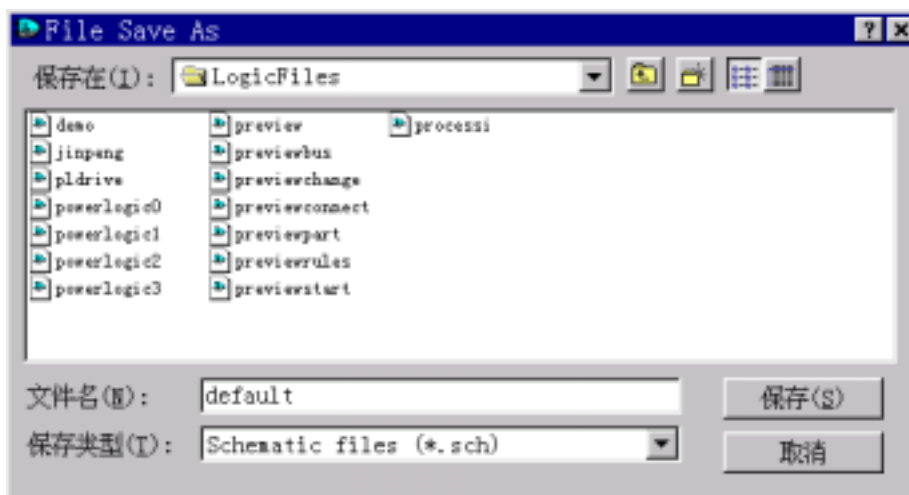 File Save As
保存在(I): LogicFiles
demo preview processi
jinpeng previewbus
pldrive previewchange
powerlogic0 previewconnect
powerlogic1 previewpart
powerlogic2 previewrules
powerlogic3 previewstart
文件名(N): default 保存(S)
保存类型(T): Schematic files (*.sch) 取消